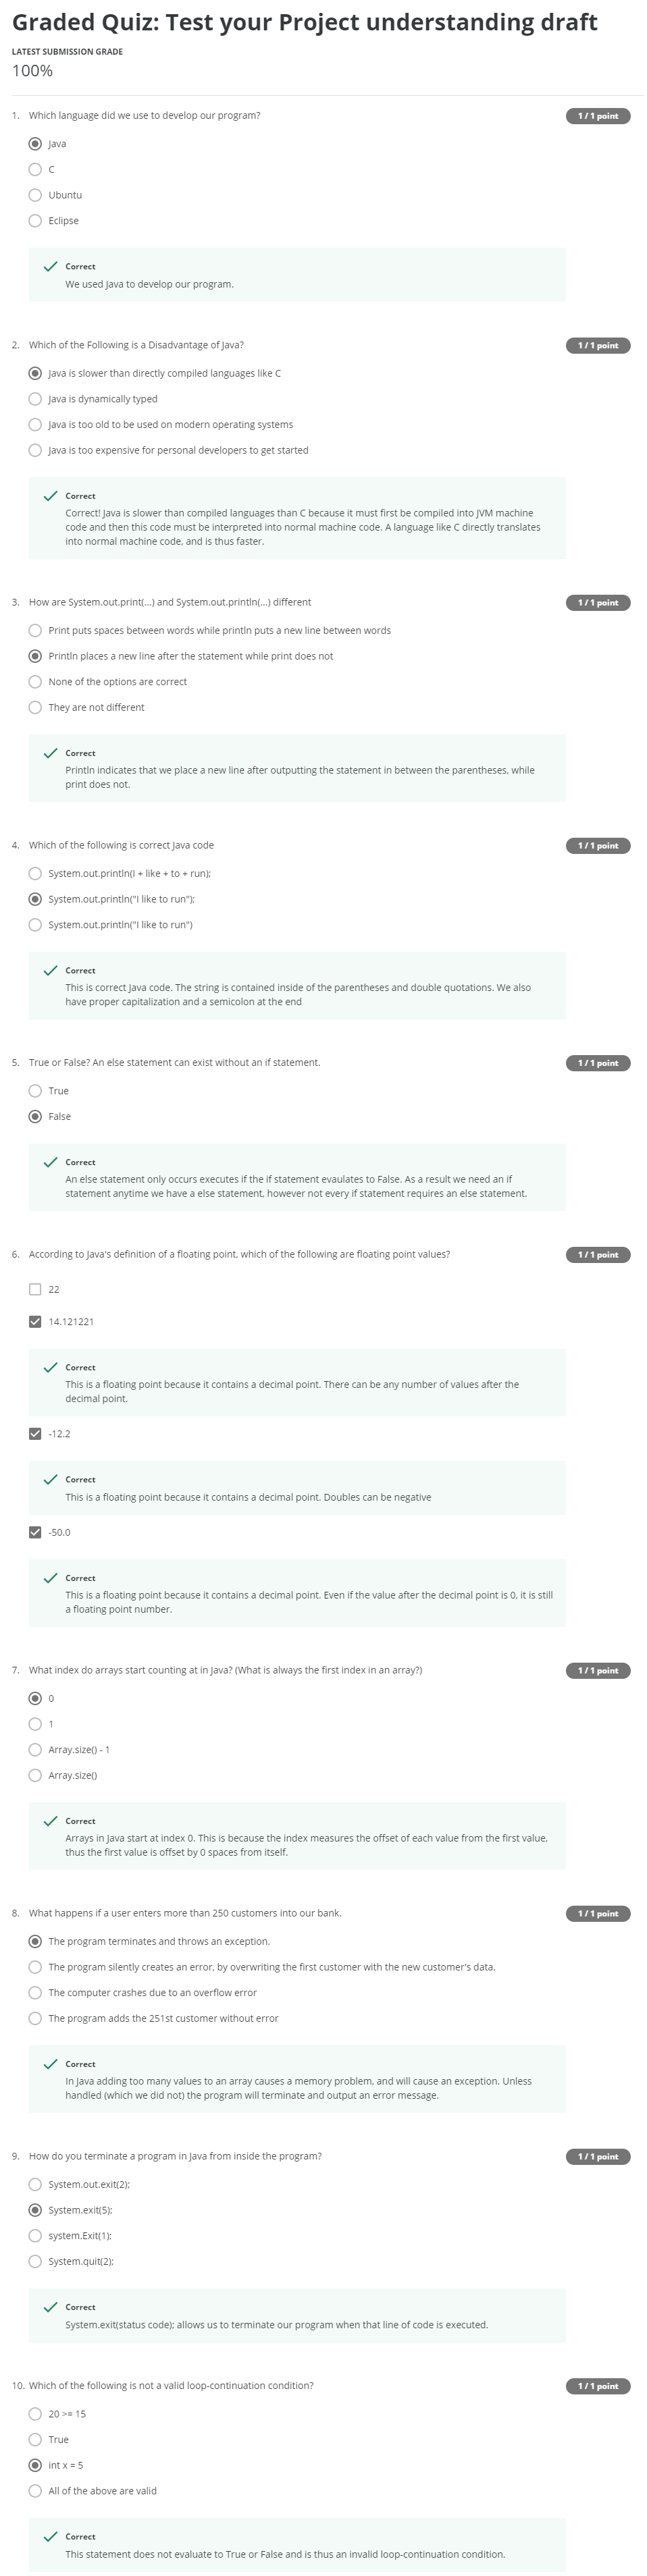 Graded Quiz: Test your Project understanding draft
LATEST SUBMISSION GRADE
100%
1. Which language did we use to develop our program?
1 / 1 point
Java
C
Ubuntu
Eclipse
Correct
We used Java to develop our program.
2. Which of the Following is a Disadvantage of Java?
1 / 1 point
Java is slower than directly compiled languages like C
Java is dynamically typed
Java is too old to be used on modern operating systems
Java is too expensive for personal developers to get started
Correct
Correct! Java is slower than compiled languages than C because it must first be compiled into JVM machine
code and then this code must be interpreted into normal machine code. A language like C directly translates
into normal machine code, and is thus faster.
3. How are System.out.print(...) and System.out.println(...) different
1 / 1 point
Print puts spaces between words while println puts a new line between words
Println places a new line after the statement while print does not
None of the options are correct
They are not different
Correct
Println indicates that we place a new line after outputting the statement in between the parentheses, while
print does not.
4. Which of the following is correct Java code
1 / 1 point
System.out.println(I + like + to + run);
System.out.println("I like to run");
System.out.println("I like to run")
Correct
This is correct Java code. The string is contained inside of the parentheses and double quotations. We also
have proper capitalization and a semicolon at the end
5. True or False? An else statement can exist without an if statement.
1 / 1 point
True
False
Correct
An else statement only occurs executes if the if statement evaulates to False. As a result we need an if
statement anytime we have a else statement, however not every if statement requires an else statement.
6. According to Java's definition of a floating point, which of the following are floating point values?
1 / 1 point
22
14.121221
Correct
This is a floating point because it contains a decimal point. There can be any number of values after the
decimal point.
-12.2
Correct
This is a floating point because it contains a decimal point. Doubles can be negative
-50.0
Correct
This is a floating point because it contains a decimal point. Even if the value after the decimal point is 0, it is still
a floating point number.
7. What index do arrays start counting at in Java? (What is always the first index in an array?)
1 / 1 point
0
1
Array.size() - 1
Array.size()
Correct
Arrays in Java start at index 0. This is because the index measures the offset of each value from the first value,
thus the first value is offset by 0 spaces from itself.
8. What happens if a user enters more than 250 customers into our bank.
1 / 1 point
The program terminates and throws an exception.
The program silently creates an error, by overwriting the first customer with the new customer's data.
The computer crashes due to an overflow error
The program adds the 251st customer without error
Correct
In Java adding too many values to an array causes a memory problem, and will cause an exception. Unless
handled (which we did not) the program will terminate and output an error message.
9. How do you terminate a program in Java from inside the program?
1 / 1 point
System.out.exit(2);
System.exit(5);
system.Exit(1);
System.quit(2);
Correct
System.exit(status code); allows us to terminate our program when that line of code is executed.
10. Which of the following is not a valid loop-continuation condition?
1 / 1 point
20 >= 15
True
int x = 5
All of the above are valid
Correct
This statement does not evaluate to True or False and is thus an invalid loop-continuation condition.